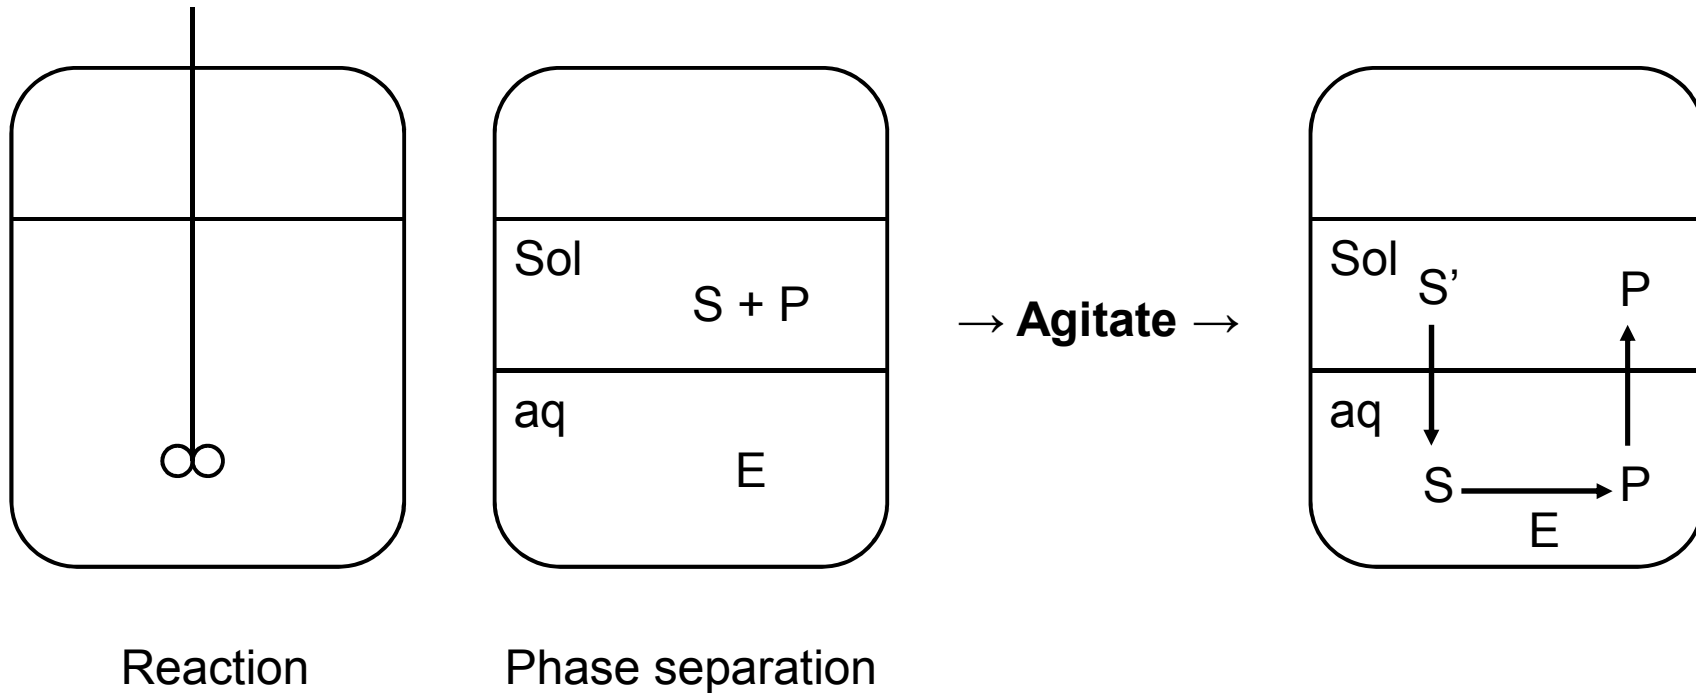 Sol
S + P
aq
E
Reaction
Phase separation
→ Agitate →
Sol
S’
P
aq
S
P
E